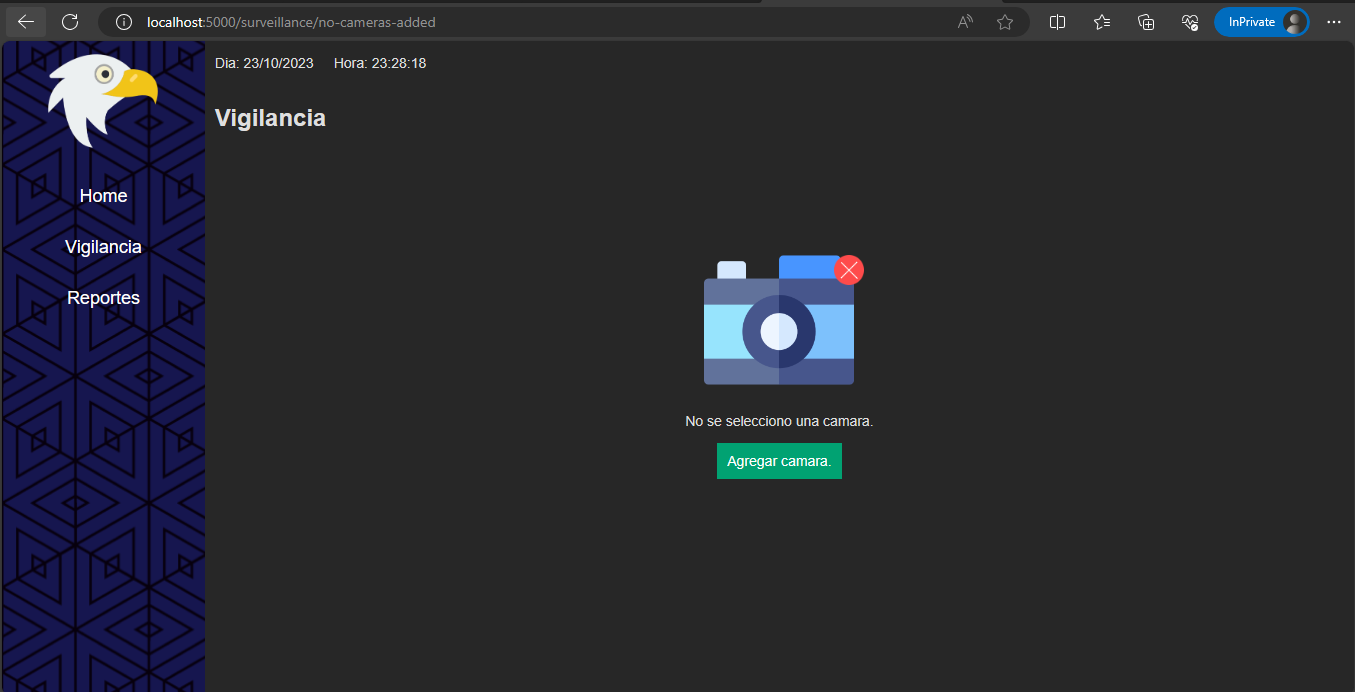 localhost:5000/surveillance/no-cameras-added
InPrivate
Dia: 23/10/2023 Hora: 23:28:18
Vigilancia
Home
Vigilancia
Reportes
No se selecciono una camara.
Agregar camara.